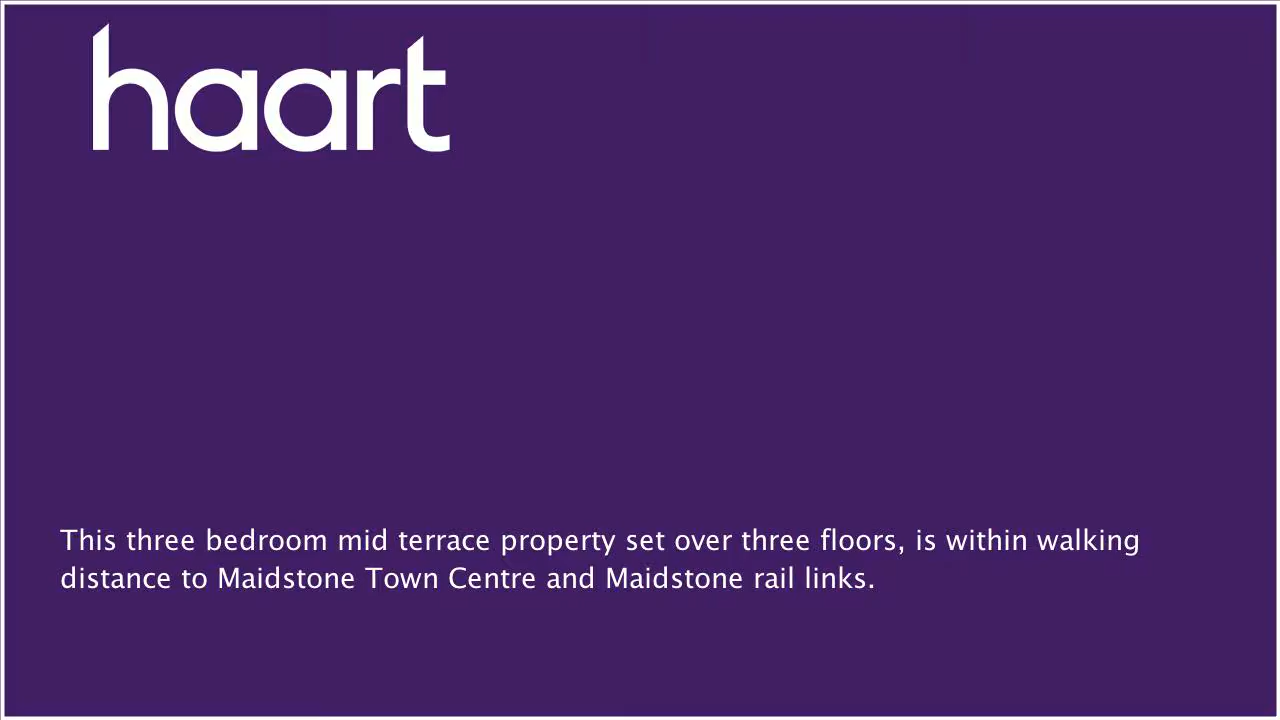 haart
This three bedroom mid terrace property set over three floors, is within walking
distance to Maidstone Town Centre and Maidstone rail links.